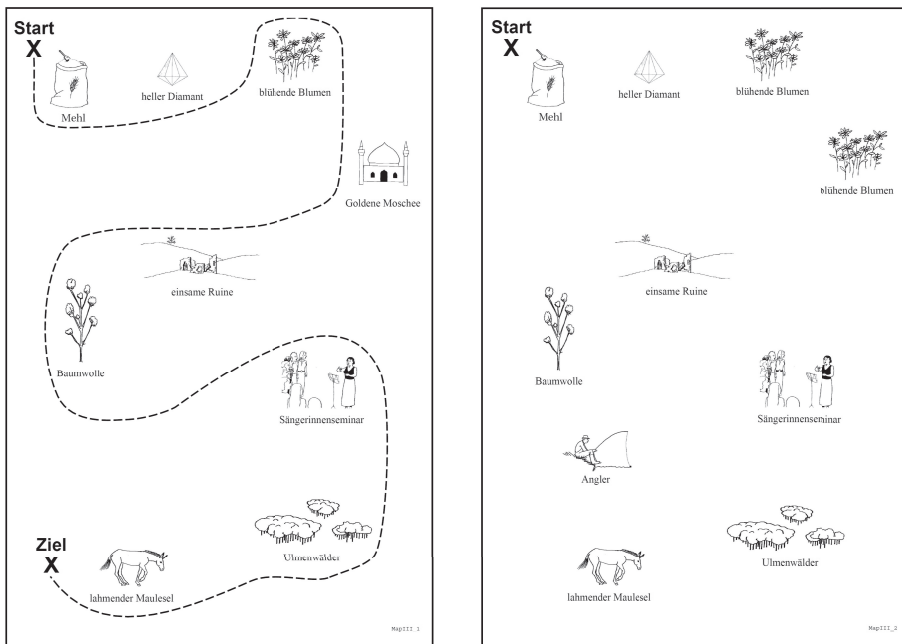 Start
X
Mehl
heller Diamant
blühende Blumen
Goldene Moschee
einsame Ruine
Baumwolle
Sängerinnenseminar
Ulmenwälder
Ziel
X
lahmender Maulesel
MapIII_1
Start
X
Mehl
heller Diamant
blühende Blumen
blühende Blumen
einsame Ruine
Baumwolle
Sängerinnenseminar
Angler
Ulmenwälder
lahmender Maulesel
MapIII_2